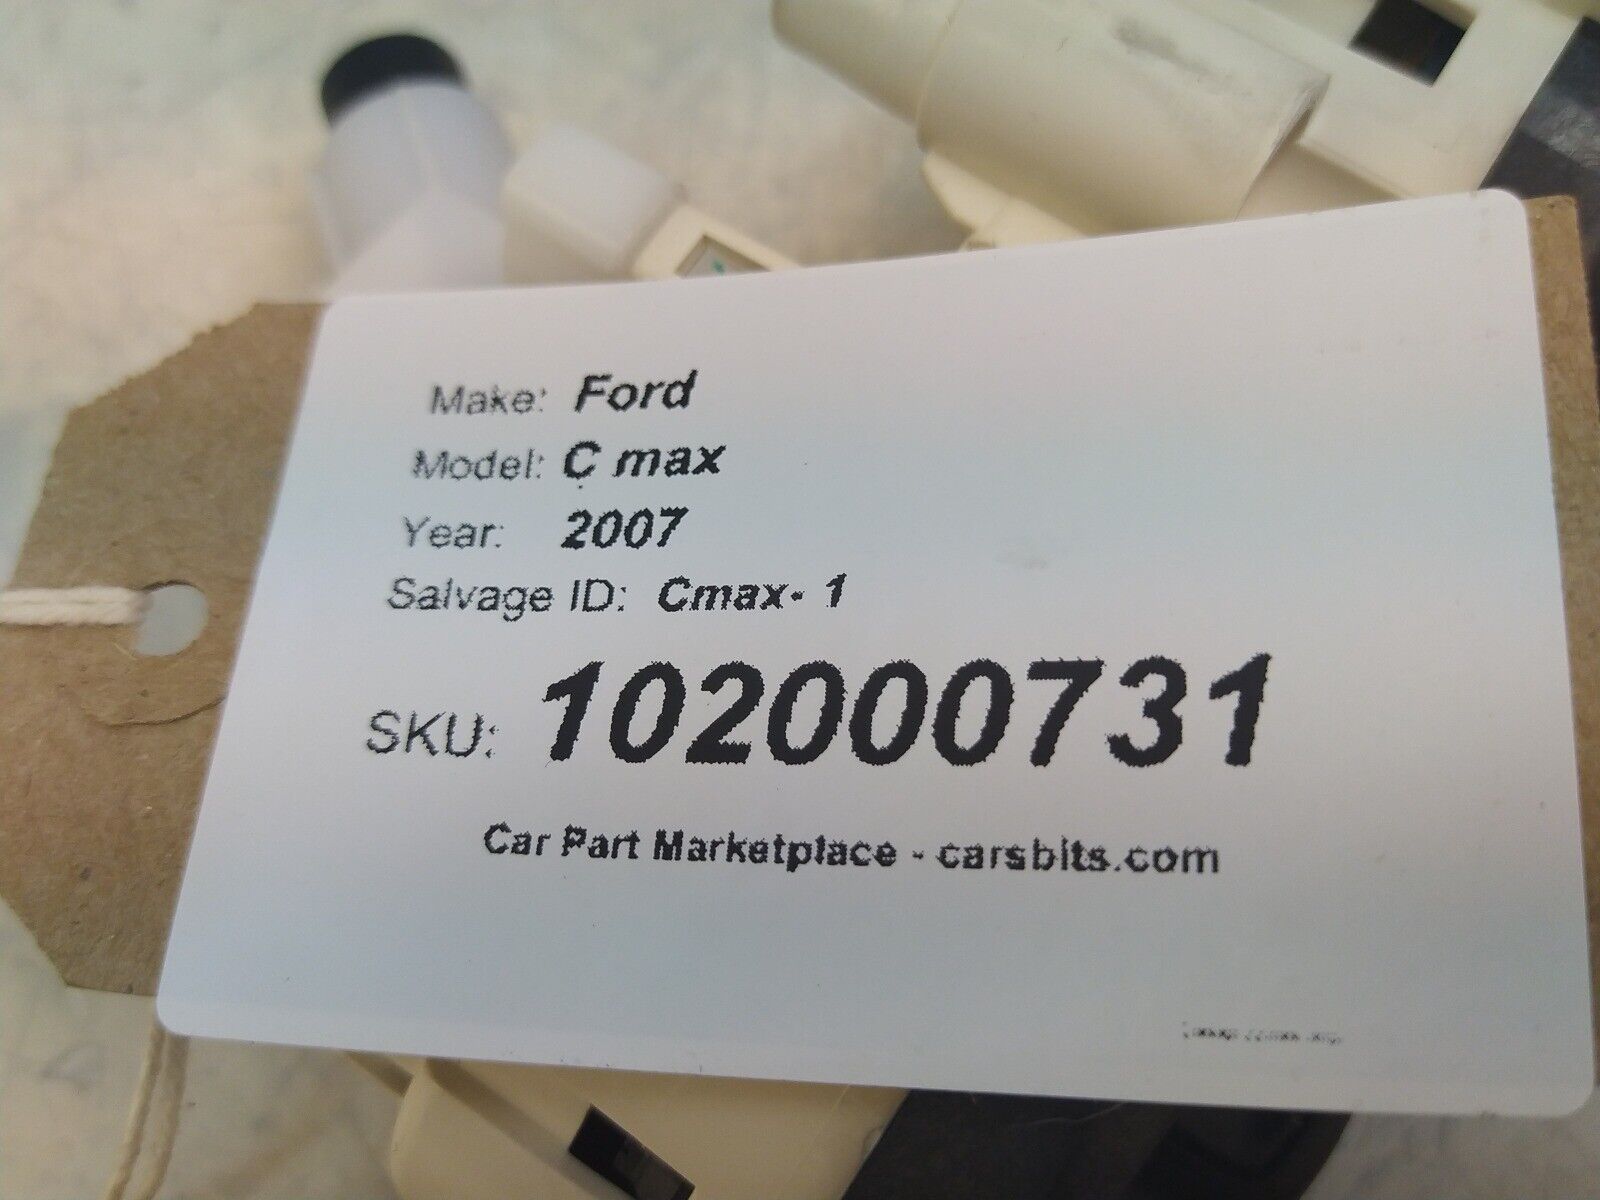 Make: Ford
Model: C max
Year: 2007
Salvage ID: Cmax- 1
SKU: 102000731
Car Part Marketplace - carsbits.com